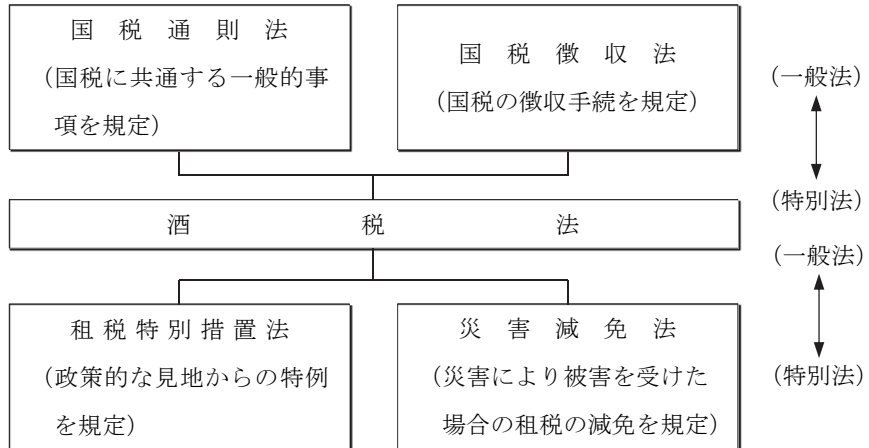 国税通則法
(国税に共通する一般的事
項を規定)
国税徴収法
(国税の徴収手続を規定)
(一般法)
(特別法)
酒税法
(一般法)
租税特別措置法
(政策的な見地からの特例
を規定)
災害減免法
(災害により被害を受けた
場合の租税の減免を規定)
(特別法)